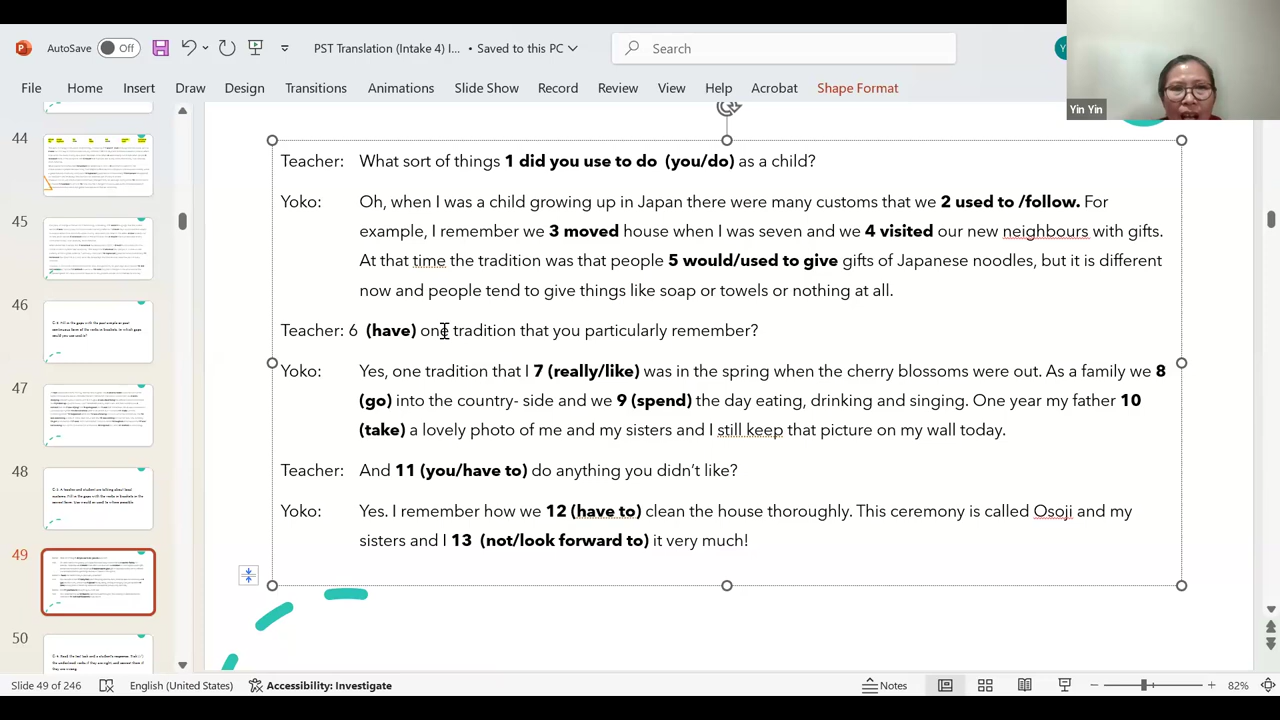 AutoSave Off
PST Translation (Intake 4) I... • Saved to this PC
Search
Y
Yin Yin
File Home Insert Draw Design Transitions Animations Slide Show Record Review View Help Acrobat Shape Format
44
45
46
47
48
49
50
Teacher: What sort of things 1 did you use to do (you/do) as a child?
Yoko: Oh, when I was a child growing up in Japan there were many customs that we 2 used to /follow. For
example, I remember we 3 moved house when I was seven and we 4 visited our new neighbours with gifts.
At that time the tradition was that people 5 would/used to give gifts of Japanese noodles, but it is different
now and people tend to give things like soap or towels or nothing at all.
Teacher: 6 (have) one tradition that you particularly remember?
Yoko: Yes, one tradition that I 7 (really/like) was in the spring when the cherry blossoms were out. As a family we 8
(go) into the country- side and we 9 (spend) the day eating, drinking and singing. One year my father 10
(take) a lovely photo of me and my sisters and I still keep that picture on my wall today.
Teacher: And 11 (you/have to) do anything you didn't like?
Yoko: Yes. I remember how we 12 (have to) clean the house thoroughly. This ceremony is called Osoji and my
sisters and I 13 (not/look forward to) it very much!
Slide 49 of 246 English (United States) Accessibility: Investigate Notes 82%